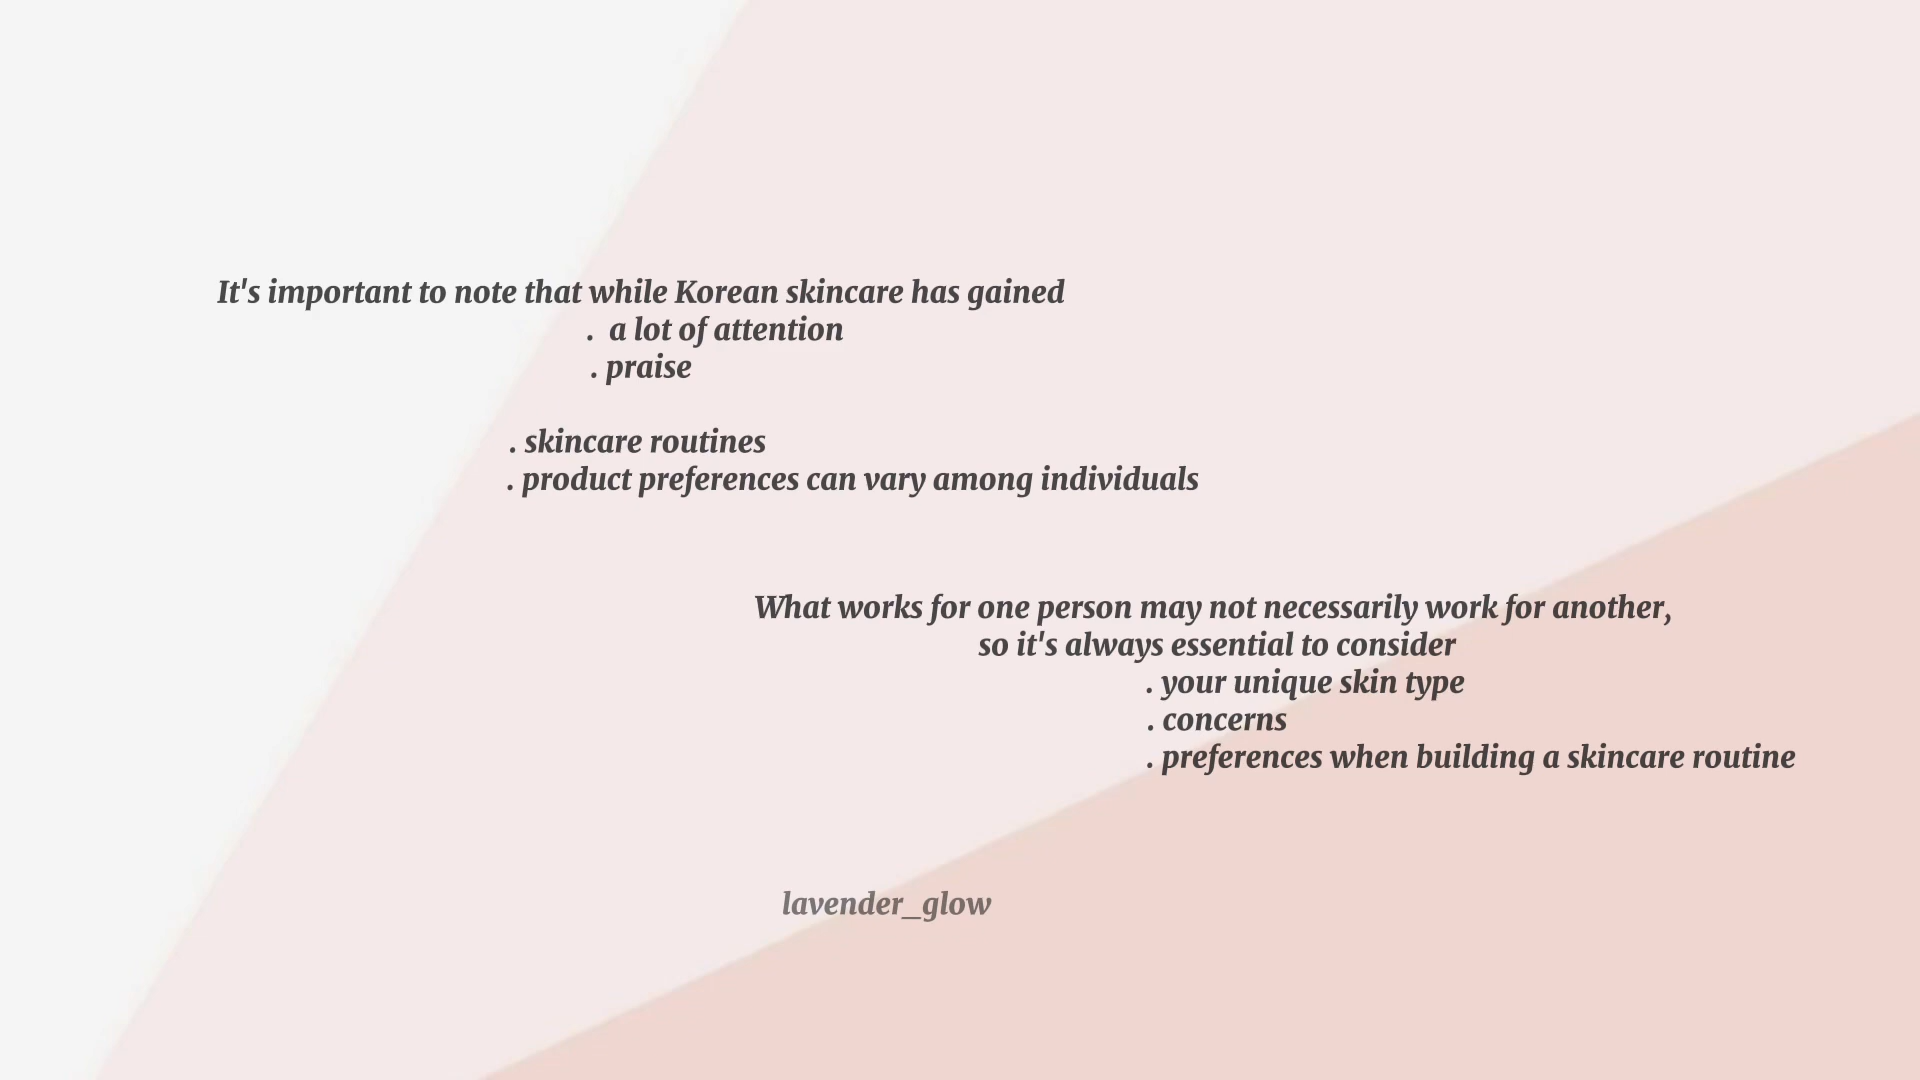 It's important to note that while Korean skincare has gained
. a lot of attention
. praise
. skincare routines
. product preferences can vary among individuals
What works for one person may not necessarily work for another,
so it's always essential to consider
. your unique skin type
. concerns
. preferences when building a skincare routine
lavender_glow